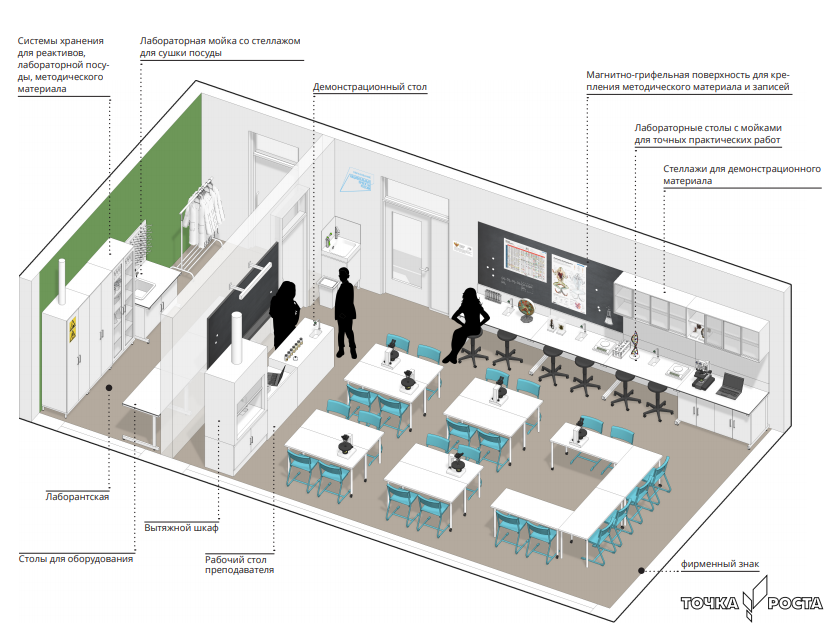 Системы хранения
для реактивов,
лабораторной посу-
ды, методического
материала
Лабораторная мойка со стеллажом
для сушки посуды
Демонстрационный стол
Магнитно-грифельная поверхность для кре-
пления методического материала и записей
Лабораторные столы с мойками
для точных практических работ
Стеллажи для демонстрационного
материала
Лаборантская
Вытяжной шкаф
Столы для оборудования
Рабочий стол
преподавателя
фирменный знак
ТОЧКА РОСТА